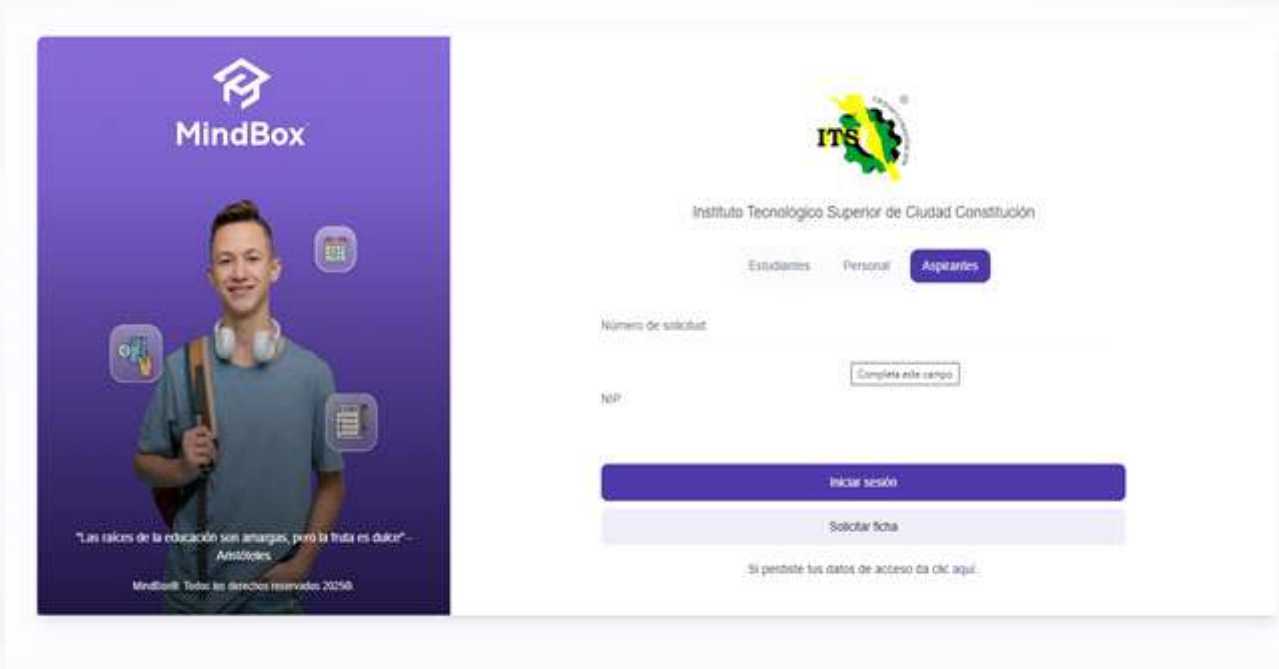 MindBox
"Las raíces de la educación son amargas, pero la fruta es dulce" -
Aristóteles
MindBox®. Todos los derechos reservados 2025©.
ITS
Instituto Tecnológico Superior de Ciudad Constitución
Estudiantes Personal Aspirantes
Número de solicitud
Completa este campo
NIP
Iniciar sesión
Solicitar ficha
Si perdiste tus datos de acceso da clic aquí.